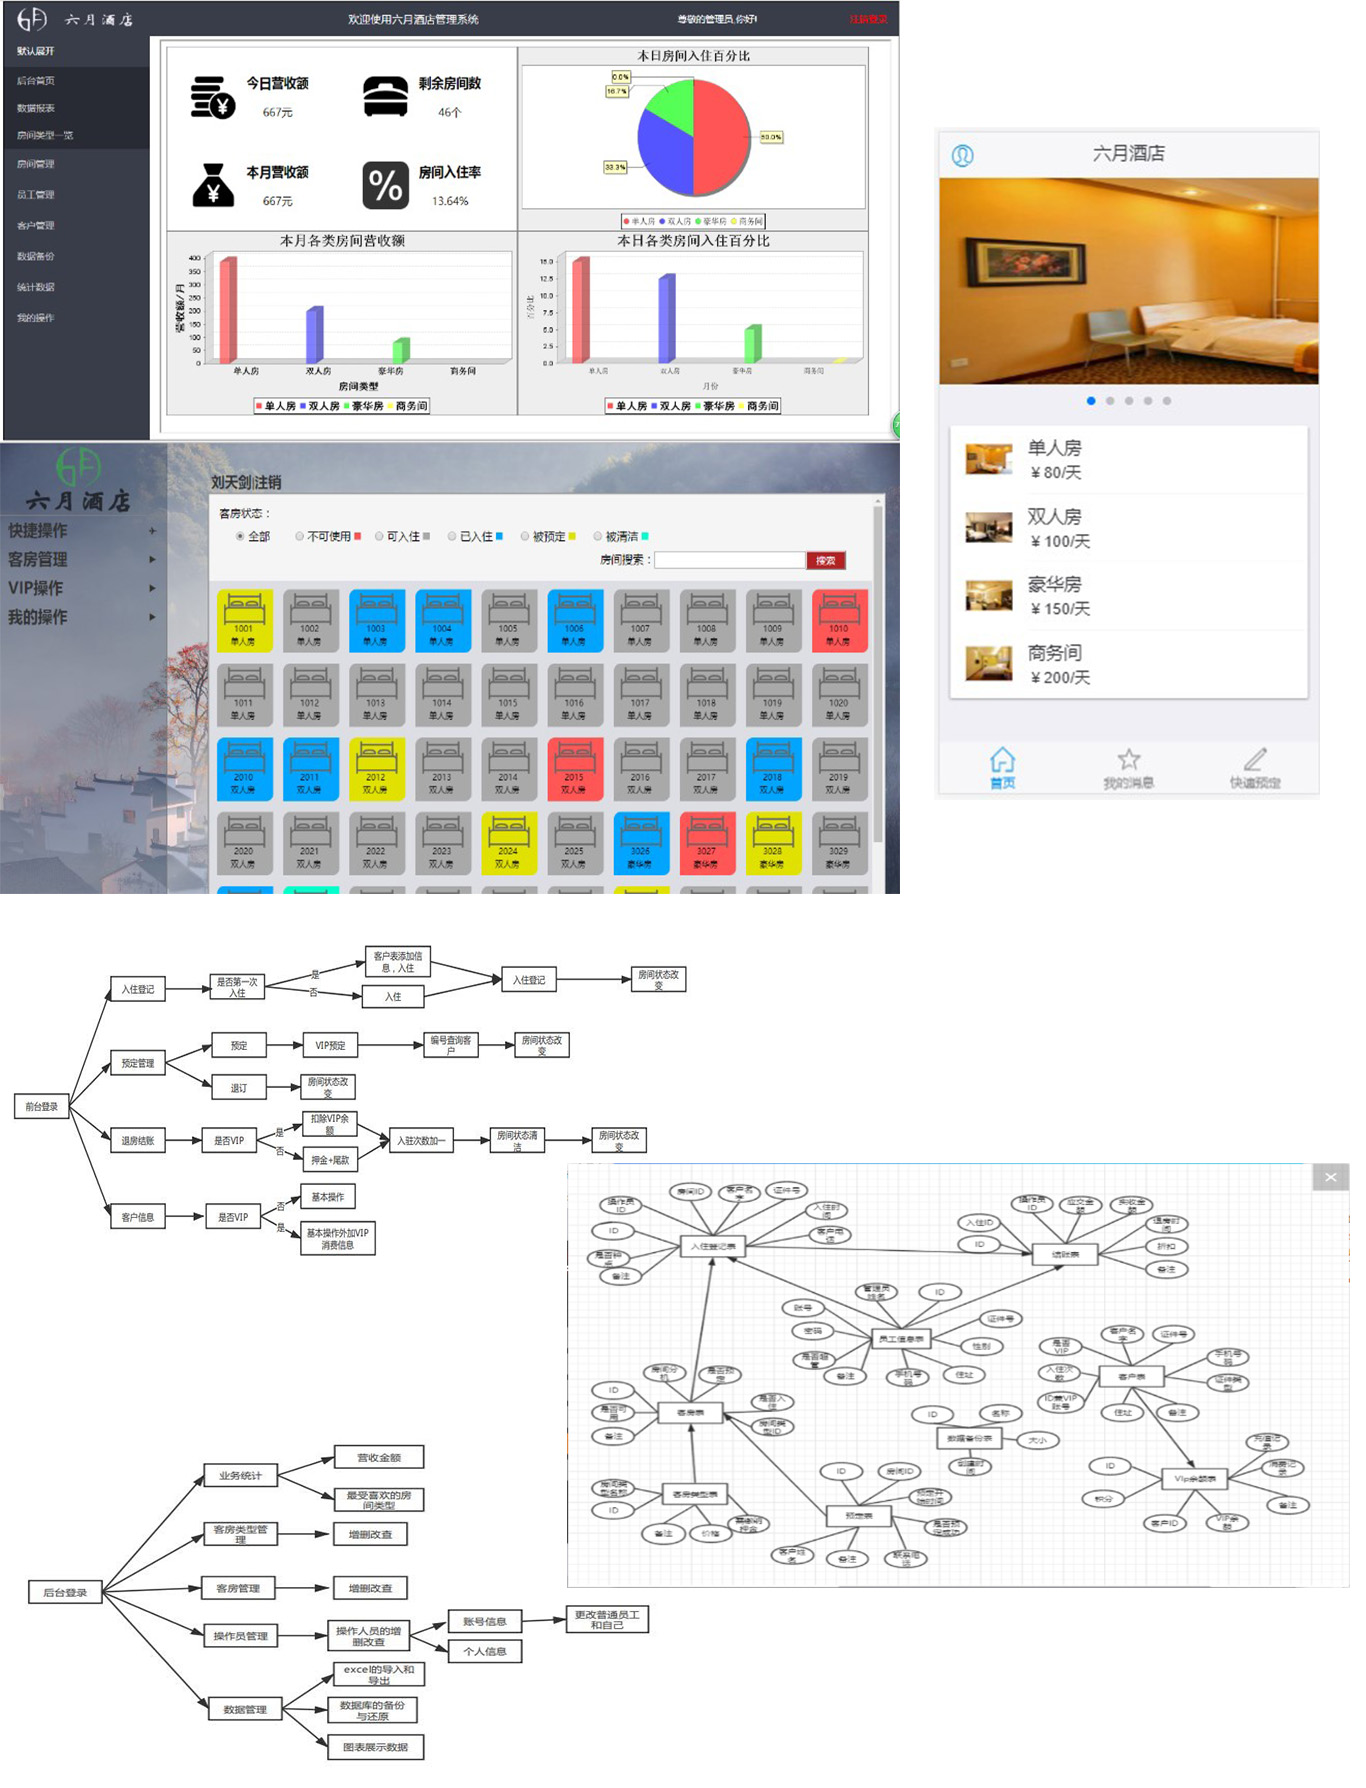 六月酒店
欢迎使用六月酒店管理系统
尊敬的管理员,你好!
注销登录
默认展开
后台首页
数据报表
房间类型一览
房间管理
员工管理
客户管理
数据备份
统计数据
我的操作
今日营收额
667元
剩余房间数
46个
本月营收额
667元
房间入住率
13.64%
本日房间入住百分比
0.0%
16.7%
50.0%
33.3%
单人房 双人房 豪华房 商务间
本月各类房间营收额
营收额/月
400
350
300
250
200
150
100
50
0
单人房 双人房 豪华房 商务间
房间类型
单人房 双人房 豪华房 商务间
本日各类房间入住百分比
百分比
15.0
12.5
10.0
7.5
5.0
2.5
0.0
单人房 双人房 豪华房 商务间
月份
单人房 双人房 豪华房 商务间
六月酒店
单人房
¥80/天
双人房
¥100/天
豪华房
¥150/天
商务间
¥200/天
首页 我的消息 快速预定
六月酒店
快捷操作
客房管理
VIP操作
我的操作
刘天剑|注销
客房状态：
全部 不可使用 可入住 已入住 被预定 被清洁
房间搜索： 搜索
1001 1002 1003 1004 1005 1006 1007 1008 1009 1010
单人房 单人房 单人房 单人房 单人房 单人房 单人房 单人房 单人房 单人房
1011 1012 1013 1014 1015 1016 1017 1018 1019 1020
单人房 单人房 单人房 单人房 单人房 单人房 单人房 单人房 单人房 单人房
2010 2011 2012 2013 2014 2015 2016 2017 2018 2019
双人房 双人房 双人房 双人房 双人房 双人房 双人房 双人房 双人房 双人房
2020 2021 2022 2023 2024 2025 3026 3027 3028 3029
双人房 双人房 双人房 双人房 双人房 双人房 豪华房 豪华房 豪华房 豪华房
前台登录
入住登记
是否第一次
入住
是
否
客户表添加信
息，入住
入住
入住登记
房间状态改
变
预定管理
预定
VIP预定
编号查询客
户
房间状态改
变
退订
房间状态改
变
退房结账
是否VIP
是
否
扣除VIP余
额
押金+尾款
入驻次数加一
房间状态清
洁
房间状态改
变
客户信息
是否VIP
否
是
基本操作
基本操作外加VIP
消费信息
操作员
ID
房间ID
客户名
字
证件号
入住时
间
ID
客户电
话
是否钟
点
备注
入住登记表
操作员
ID
应交金
额
实收金
额
入住ID
退房时
间
ID
折扣
备注
结账表
管理员
姓名
ID
账号
证件号
密码
性别
备注
手机号
码
住址
员工信息表
是否
VIP
客户名
字
证件号
手机号
码
入住次
数
证件类
型
ID兼VIP
账号
住址
备注
客户表
房间分
机
是否预
定
ID
是否入
住
是否可
用
房间类
型ID
备注
客房表
ID
名称
大小
创建时
间
数据备份表
房间类
型名称
ID
备注
价格
客房类型表
ID
房间ID
预定开
始时间
客户姓
名
备注
联系电
话
预定表
ID
充值记
录
消费记
录
积分
备注
客户ID
VIP余
额
Vip余额表
后台登录
业务统计
营收金额
最受喜欢的房
间类型
客房类型管
理
增删改查
客房管理
增删改查
操作员管理
操作人员的增
删改查
账号信息
更改普通员工
和自己
个人信息
数据管理
excel的导入和
导出
数据库的备份
与还原
图表展示数据